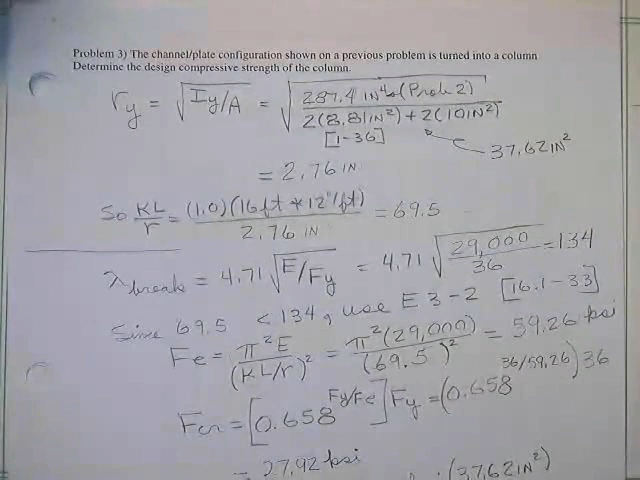 Problem 3) The channel/plate configuration shown on a previous problem is turned into a column
Determine the design compressive strength of the column.
ry = √(Iy/A) = √(287.4 IN⁴ (Prob 2) / 2(8.81 IN²) + 2(10 IN²))
[1-36]
37.62 IN²
= 2.76 IN
So KL/r = (1.0)(16 ft * 12"/ft) / 2.76 IN = 69.5
λbreak = 4.71 √(E/Fy) = 4.71 √(29,000/36) = 134
Since 69.5 < 134, use E3-2 [16.1-33]
Fe = π²E/(KL/r)² = π²(29,000)/(69.5)² = 59.26 ksi
Fcr = [0.658^(Fy/Fe)] Fy = (0.658^(36/59.26)) 36
= 27.92 ksi
(37.62 IN²)